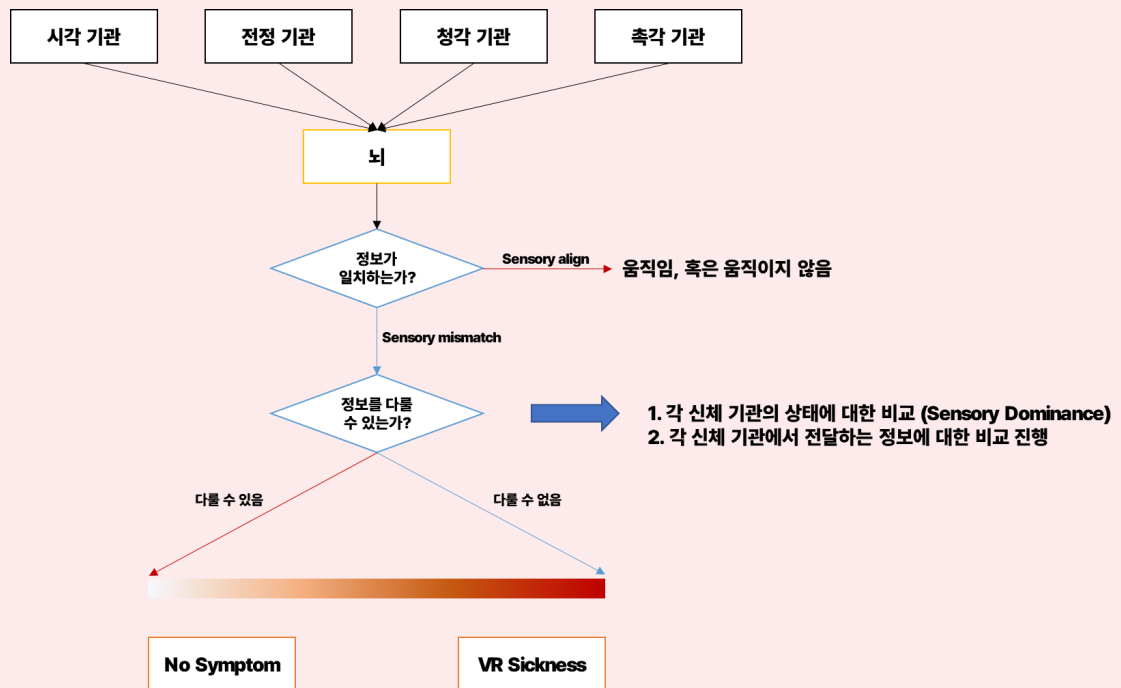 시각 기관
전정 기관
청각 기관
촉각 기관
뇌
정보가
일치하는가?
Sensory align
움직임, 혹은 움직이지 않음
Sensory mismatch
정보를 다룰
수 있는가?
1. 각 신체 기관의 상태에 대한 비교 (Sensory Dominance)
2. 각 신체 기관에서 전달하는 정보에 대한 비교 진행
다룰 수 있음
다룰 수 없음
No Symptom
VR Sickness